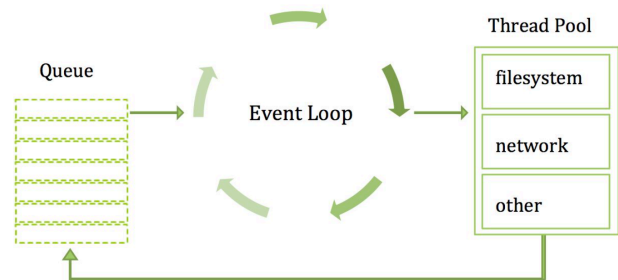 Thread Pool
Queue
filesystem
Event Loop
network
other